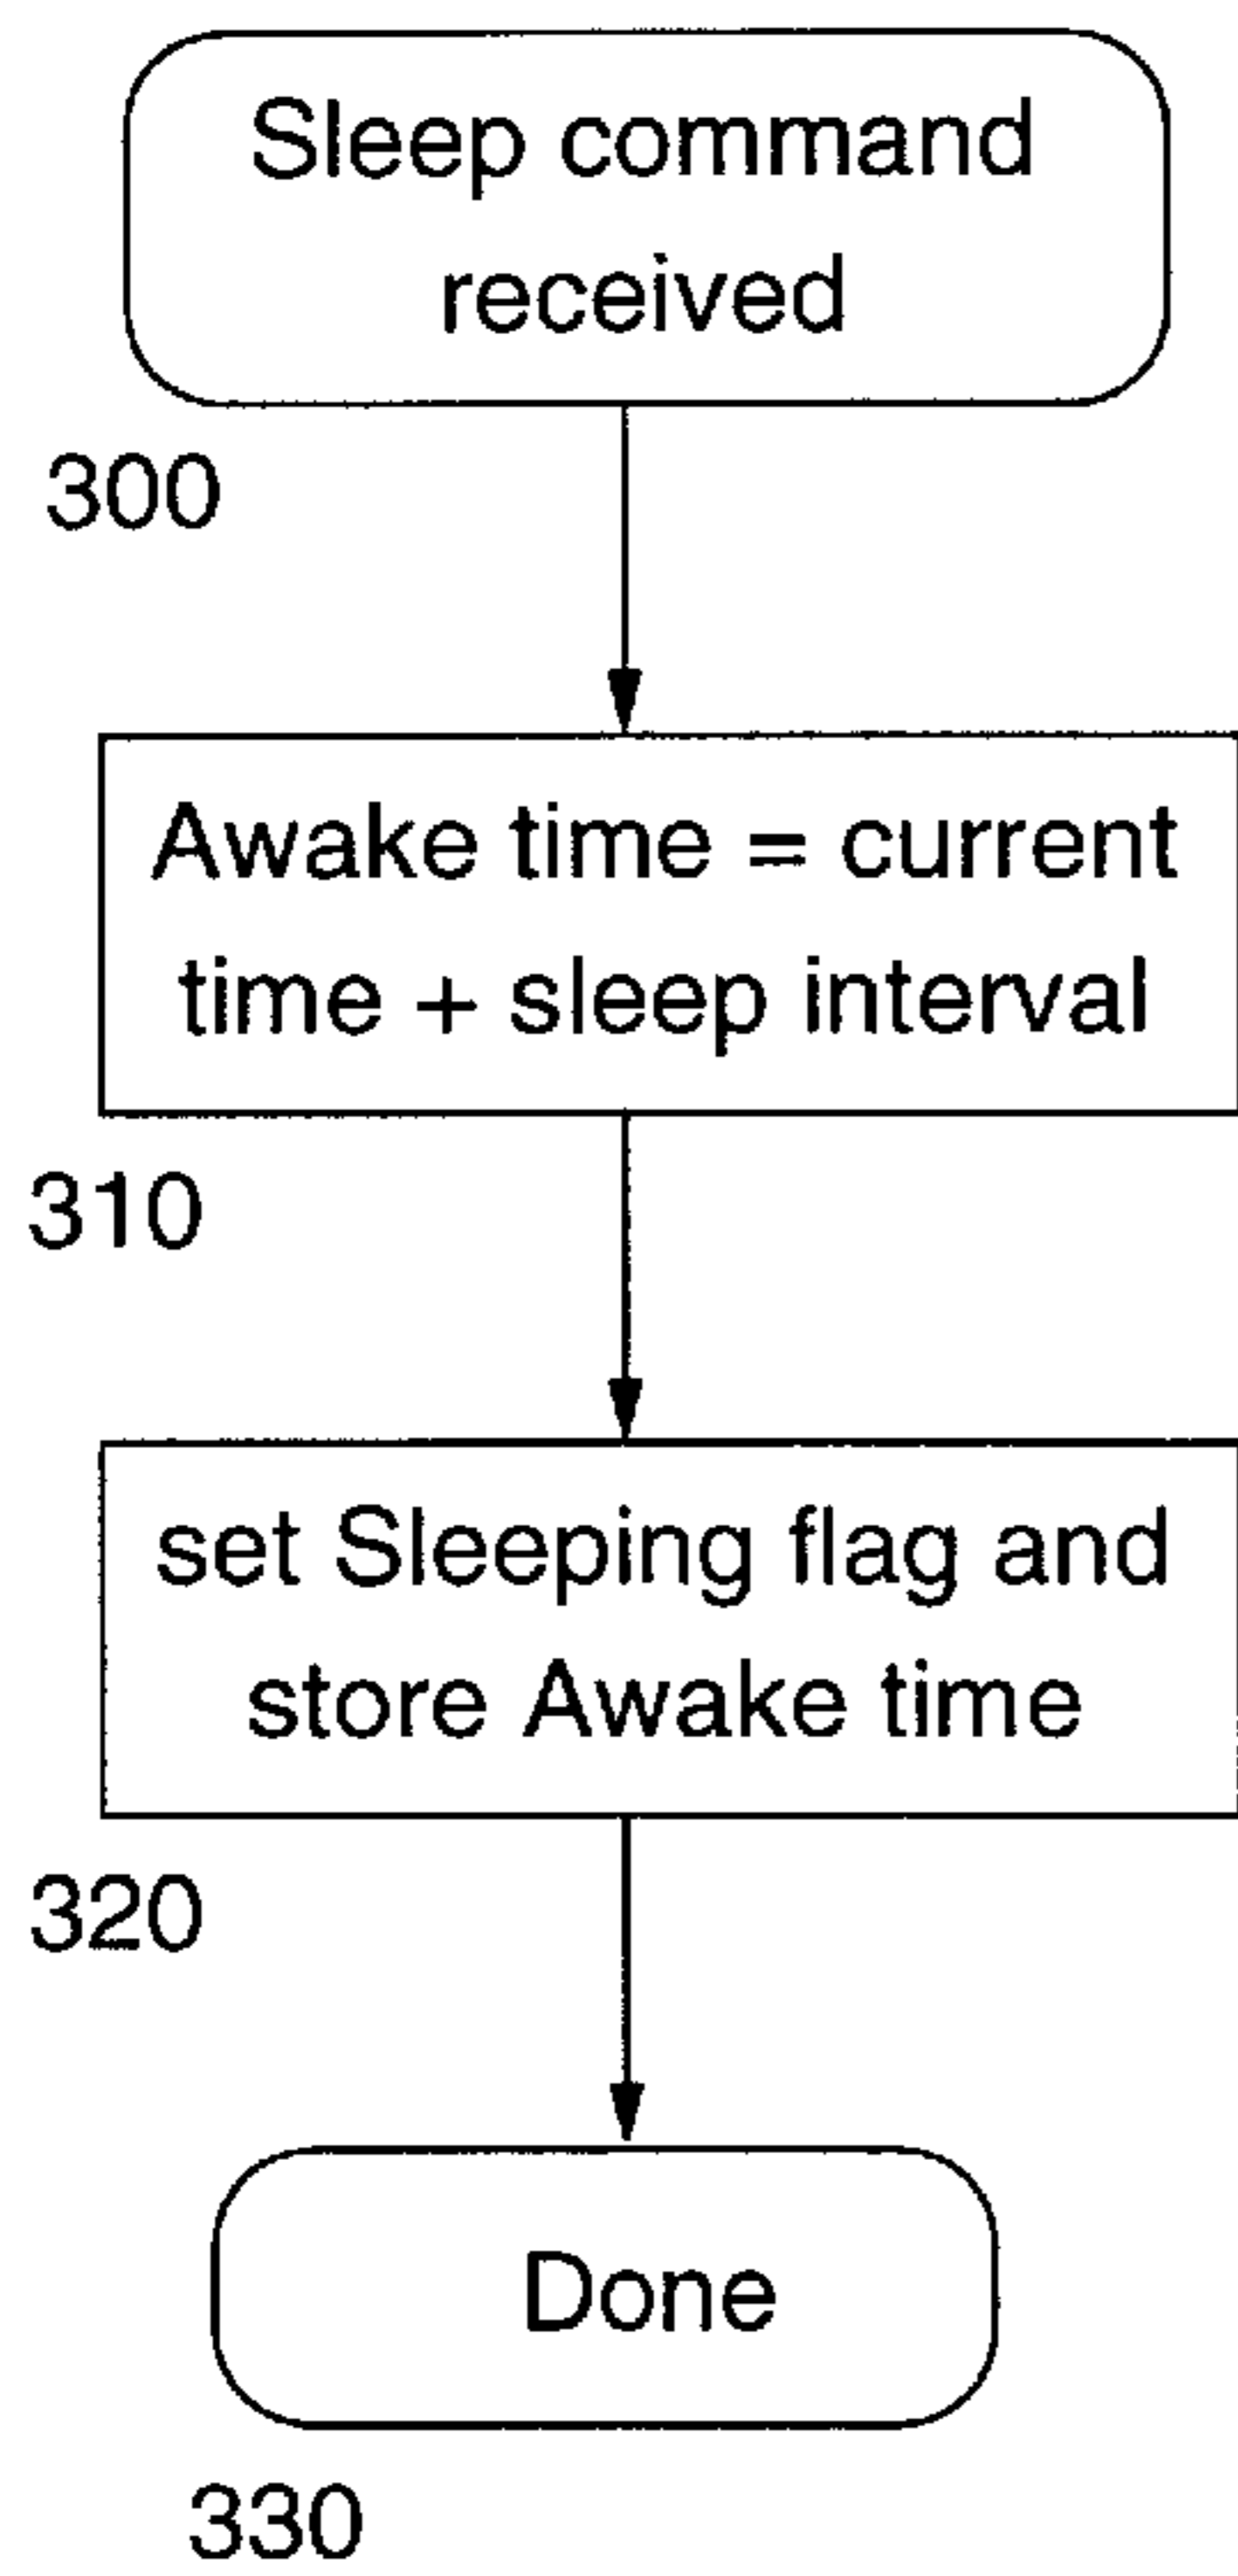 Sleep command
received
300
Awake time = current
time + sleep interval
310
set Sleeping flag and
store Awake time
320
Done
330